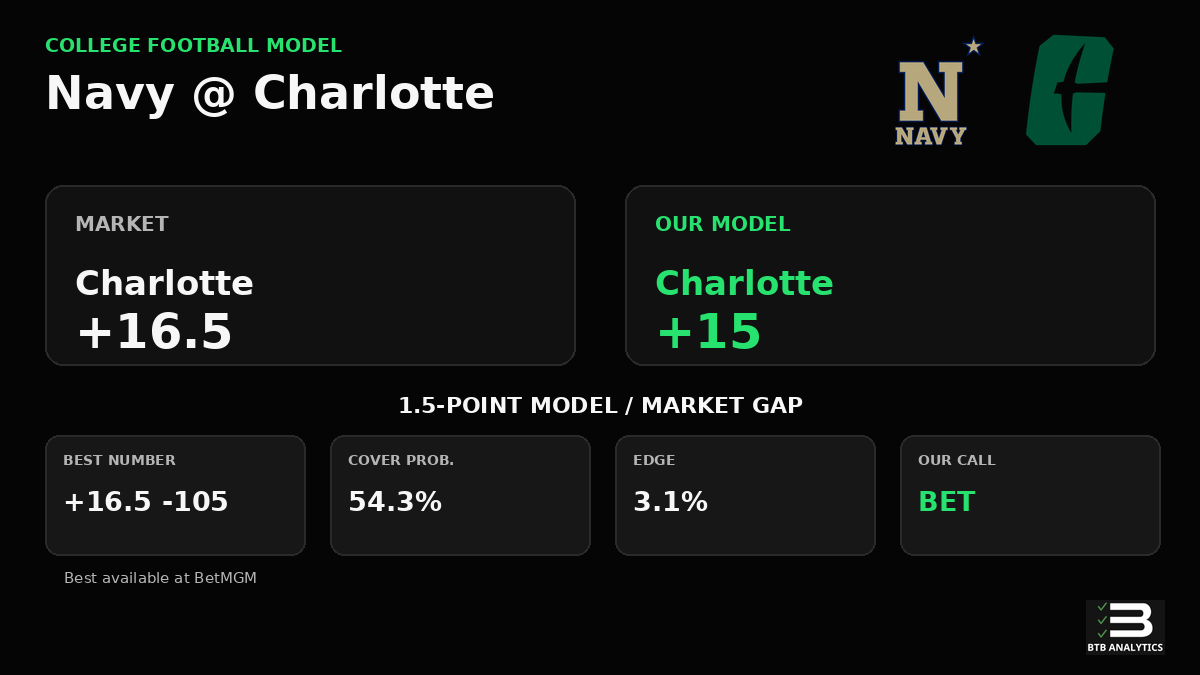 COLLEGE FOOTBALL MODEL
Navy @ Charlotte
N
NAVY
MARKET
Charlotte
+16.5
OUR MODEL
Charlotte
+15
1.5-POINT MODEL / MARKET GAP
BEST NUMBER
+16.5 -105
COVER PROB.
54.3%
EDGE
3.1%
OUR CALL
BET
Best available at BetMGM
BTB ANALYTICS